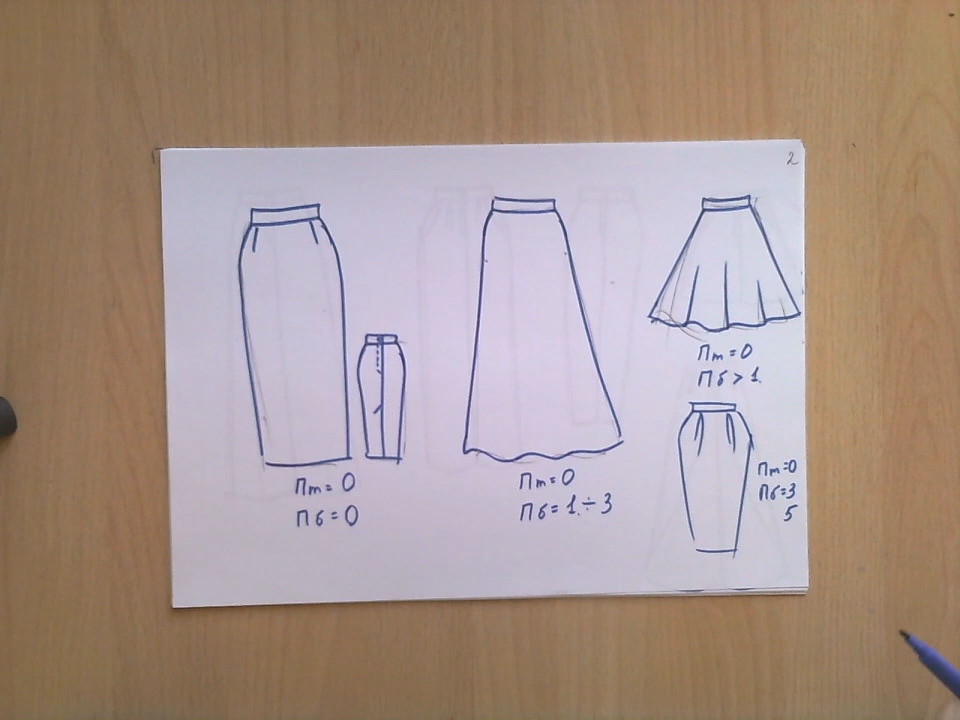 2
Пт = 0
Пб = 0
Пт = 0
Пб = 1 ÷ 3
Пт = 0
Пб > 1
Пт = 0
Пб = 3
5